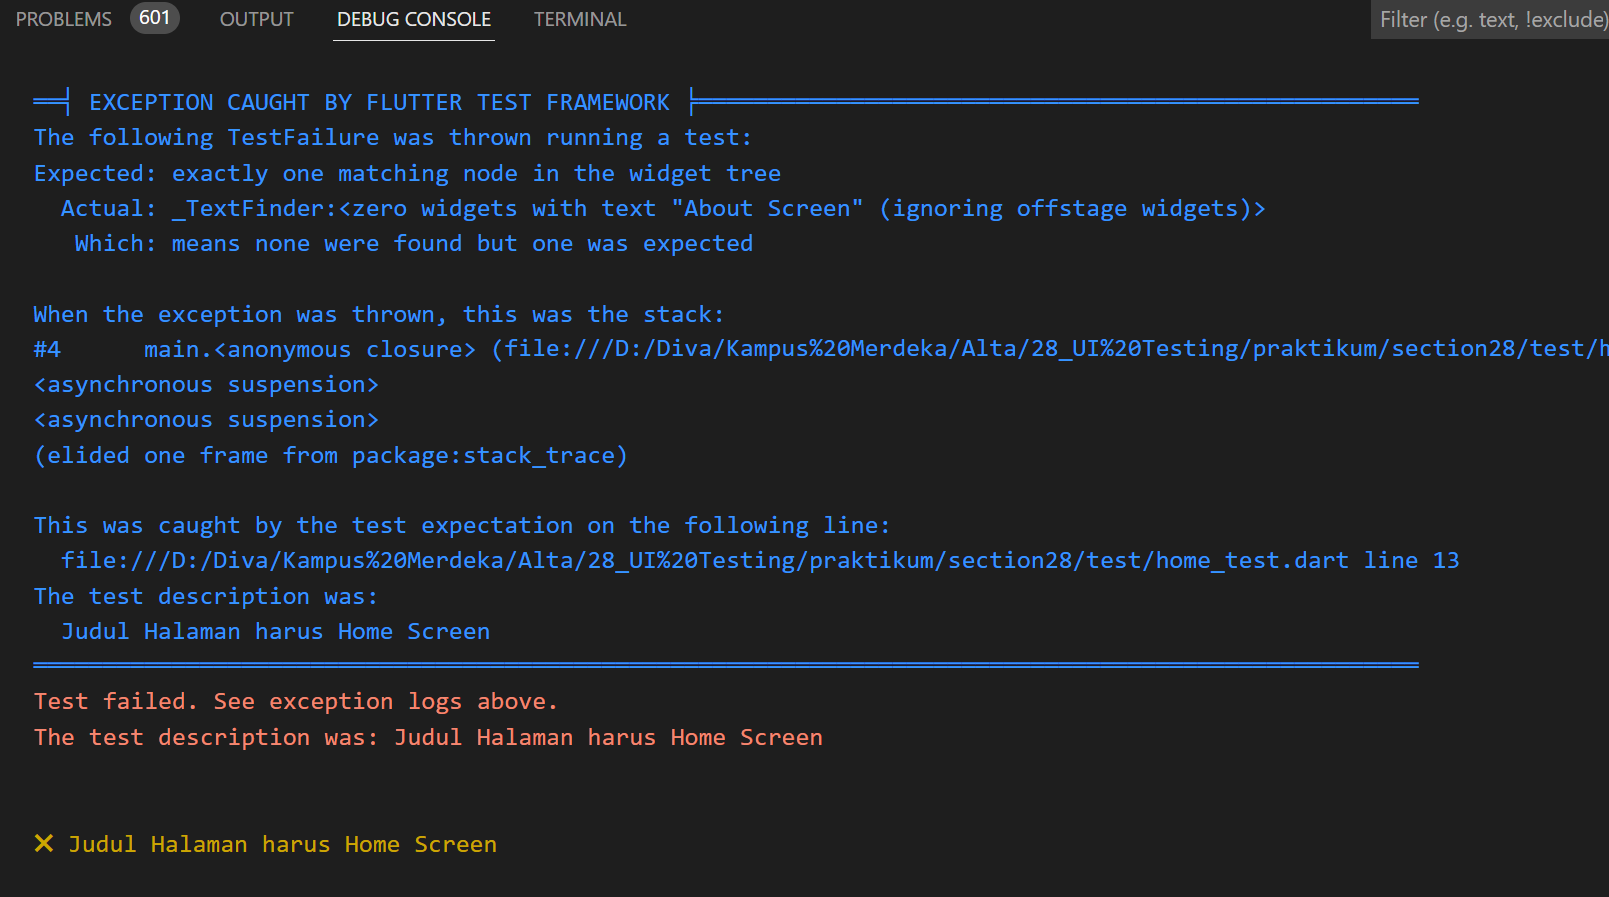 PROBLEMS 601 OUTPUT DEBUG CONSOLE TERMINAL Filter (e.g. text, !exclude)
══╡ EXCEPTION CAUGHT BY FLUTTER TEST FRAMEWORK ╞════════════════════════════════════════════════════
The following TestFailure was thrown running a test:
Expected: exactly one matching node in the widget tree
  Actual: _TextFinder:<zero widgets with text "About Screen" (ignoring offstage widgets)>
   Which: means none were found but one was expected
When the exception was thrown, this was the stack:
#4      main.<anonymous closure> (file:///D:/Diva/Kampus%20Merdeka/Alta/28_UI%20Testing/praktikum/section28/test/h
<asynchronous suspension>
<asynchronous suspension>
(elided one frame from package:stack_trace)
This was caught by the test expectation on the following line:
  file:///D:/Diva/Kampus%20Merdeka/Alta/28_UI%20Testing/praktikum/section28/test/home_test.dart line 13
The test description was:
  Judul Halaman harus Home Screen
════════════════════════════════════════════════════════════════════════════════════════════════════
Test failed. See exception logs above.
The test description was: Judul Halaman harus Home Screen
✖ Judul Halaman harus Home Screen